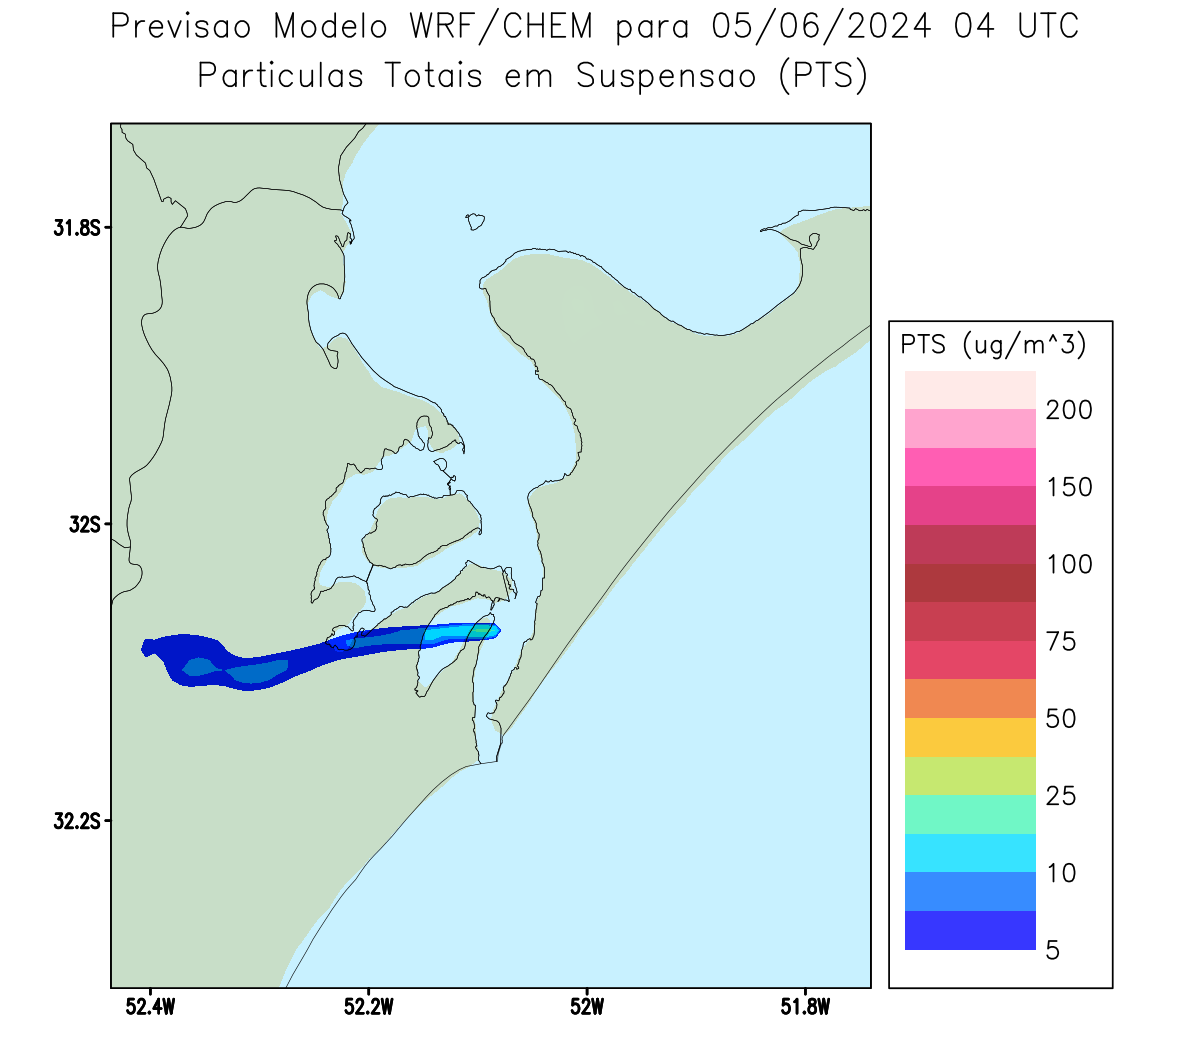 Previsao Modelo WRF/CHEM para 05/06/2024 04 UTC
Particulas Totais em Suspensao (PTS)
31.8S
32S
32.2S
52.4W
52.2W
52W
51.8W
PTS (ug/m^3)
200
150
100
75
50
25
10
5